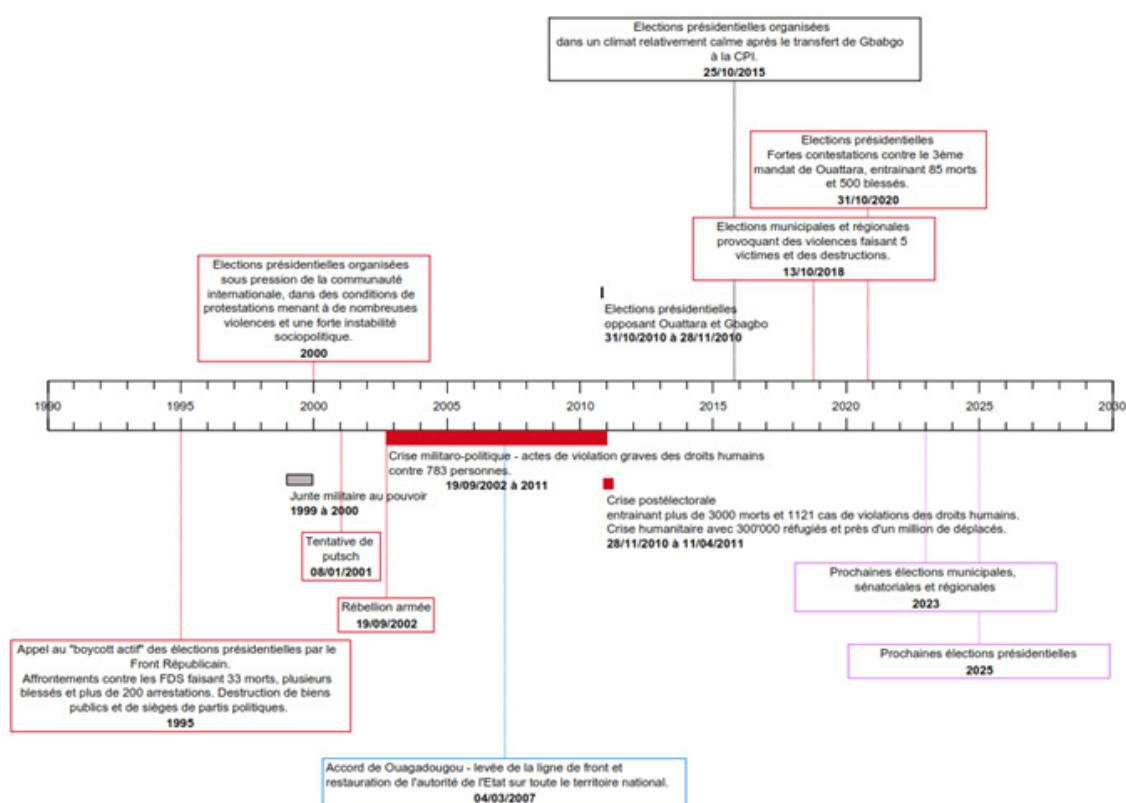 Elections présidentielles organisées
dans un climat relativement calme après le transfert de Gbabgo
à la CPI.
25/10/2015
Elections présidentielles
Fortes contestations contre le 3ème
mandat de Ouattara, entrainant 85 morts
et 500 blessés.
31/10/2020
Elections municipales et régionales
provoquant des violences faisant 5
victimes et des destructions.
13/10/2018
Elections présidentielles organisées
sous pression de la communauté
internationale, dans des conditions de
protestations menant à de nombreuses
violences et une forte instabilité
sociopolitique.
2000
Elections présidentielles
opposant Ouattara et Gbagbo
31/10/2010 à 28/11/2010
1990 1995 2000 2005 2010 2015 2020 2025 2030
Crise militaro-politique - actes de violation graves des droits humains
contre 783 personnes.
19/09/2002 à 2011
Junte militaire au pouvoir
1999 à 2000
Crise postélectorale
entrainant plus de 3000 morts et 1121 cas de violations des droits humains.
Crise humanitaire avec 300'000 réfugiés et près d'un million de déplacés.
28/11/2010 à 11/04/2011
Tentative de
putsch
08/01/2001
Rébellion armée
19/09/2002
Prochaines élections municipales,
sénatoriales et régionales
2023
Prochaines élections présidentielles
2025
Appel au "boycott actif" des élections présidentielles par le
Front Républicain.
Affrontements contre les FDS faisant 33 morts, plusieurs
blessés et plus de 200 arrestations. Destruction de biens
publics et de sièges de partis politiques.
1995
Accord de Ouagadougou - levée de la ligne de front et
restauration de l'autorité de l'Etat sur toute le territoire national.
04/03/2007